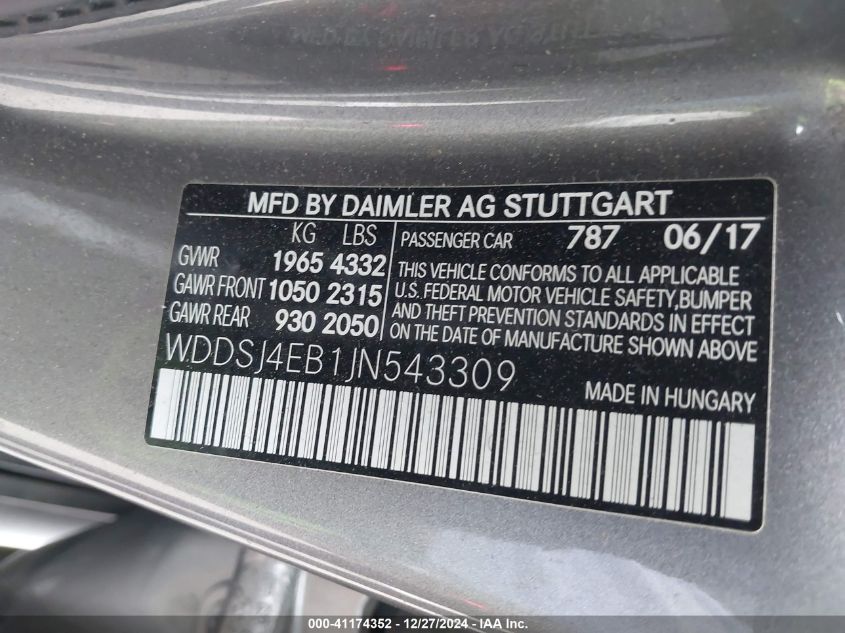 MFD BY DAIMLER AG STUTTGART
KG LBS
GVWR 1965 4332
GAWR FRONT 1050 2315
GAWR REAR 930 2050
PASSENGER CAR 787 06/17
THIS VEHICLE CONFORMS TO ALL APPLICABLE
U.S. FEDERAL MOTOR VEHICLE SAFETY, BUMPER
AND THEFT PREVENTION STANDARDS IN EFFECT
ON THE DATE OF MANUFACTURE SHOWN ABOVE
WDDSJ4EB1JN543309
MADE IN HUNGARY
000-41174352 - 12/27/2024 - IAA, Inc.